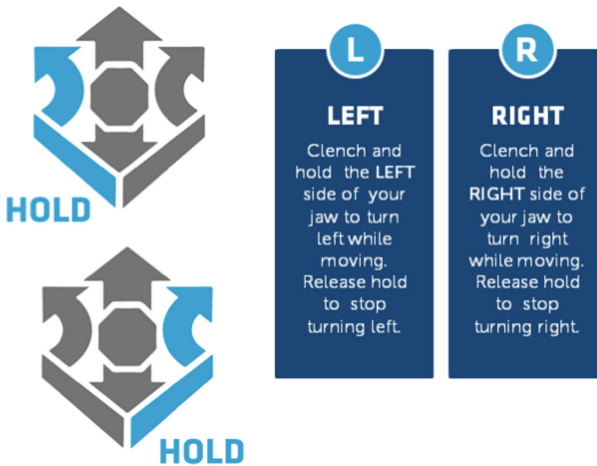 HOLD
HOLD
L
LEFT
Clench and
hold the LEFT
side of your
jaw to turn
left while
moving.
Release hold
to stop
turning left.
R
RIGHT
Clench and
hold the
RIGHT side of
your jaw to
turn right
while moving.
Release hold
to stop
turning right.